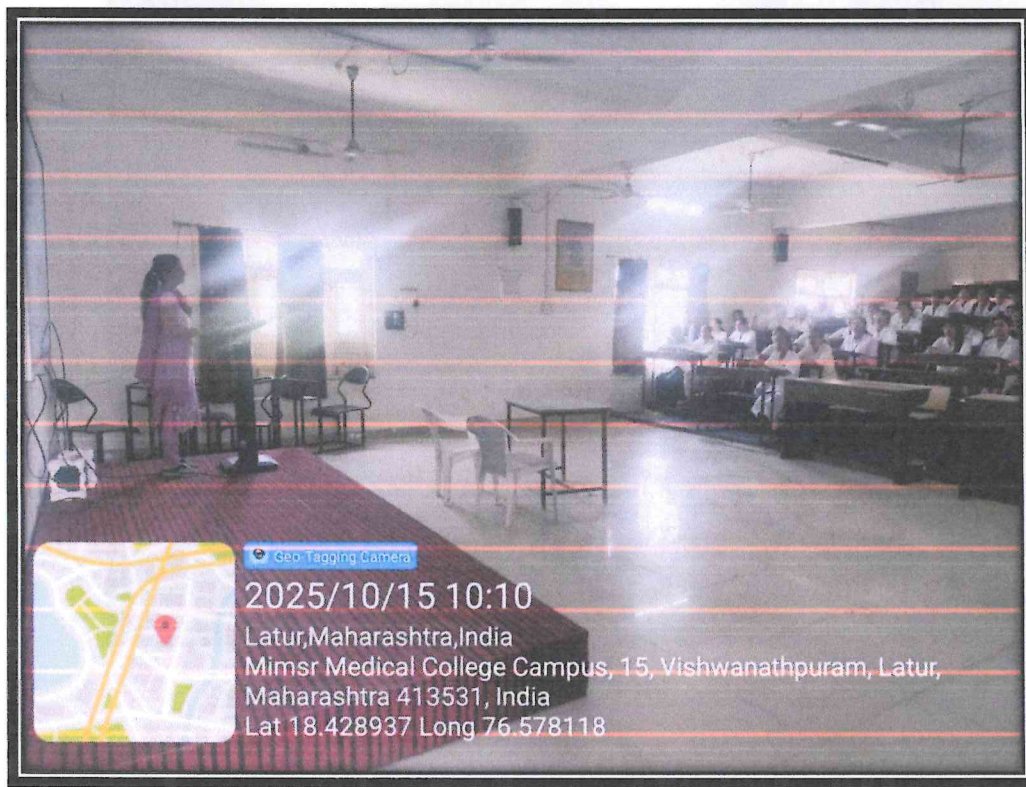 Geo-Tagging Camera
2025/10/15 10:10
Latur,Maharashtra,India
Mimsr Medical College Campus, 15, Vishwanathpuram, Latur,
Maharashtra 413531, India
Lat 18.428937 Long 76.578118